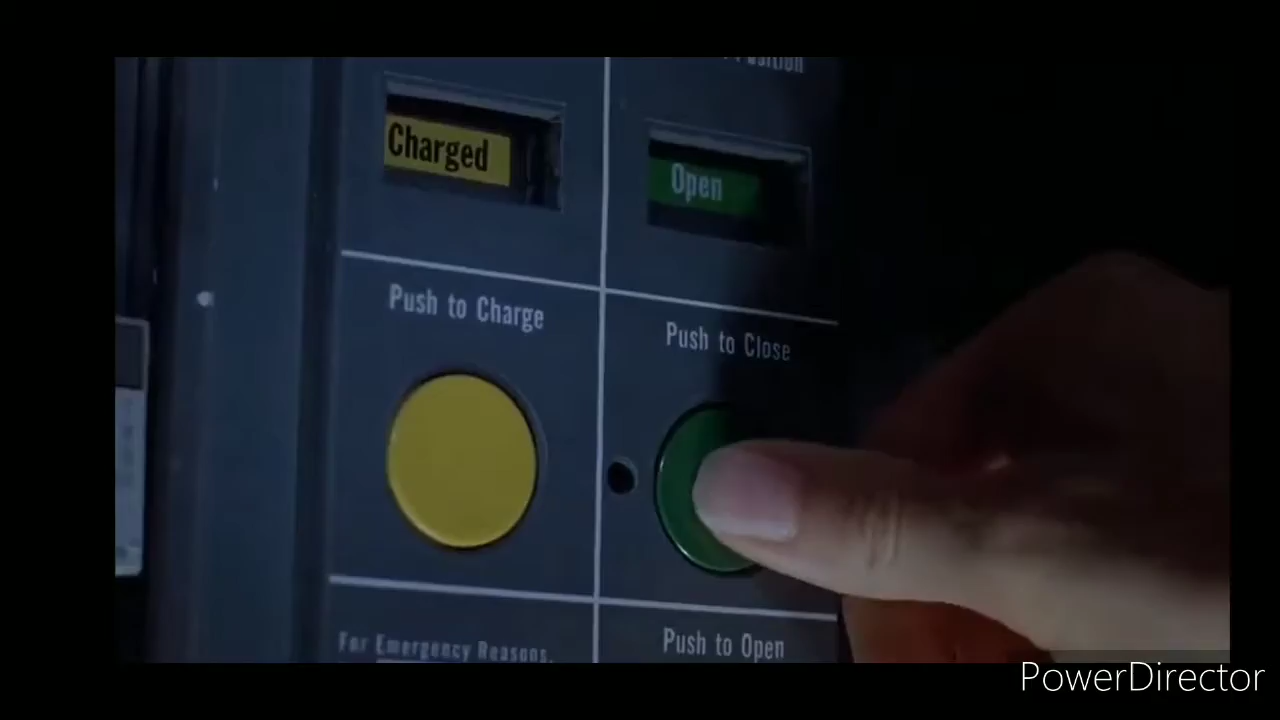 Charged
Open
Push to Charge
Push to Close
For Emergency Reasons.
Push to Open
PowerDirector